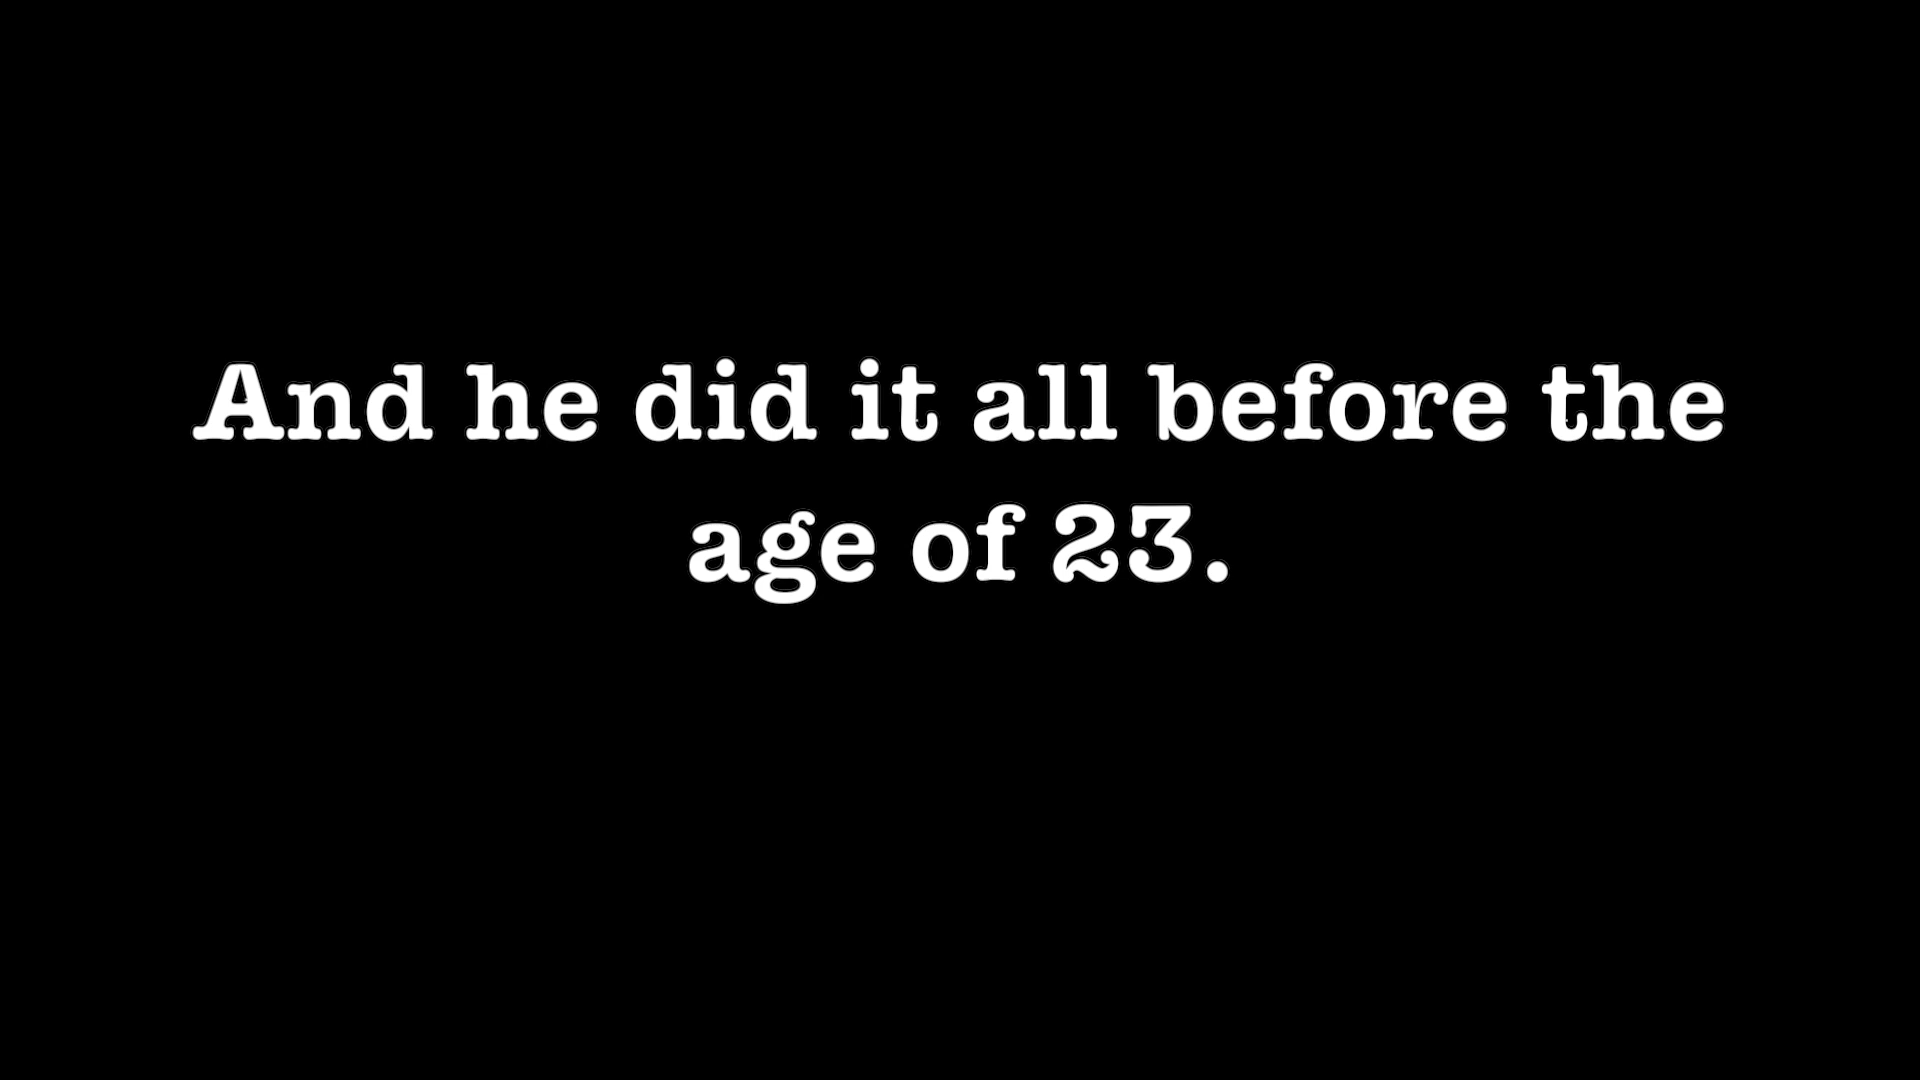 And he did it all before the
age of 23.